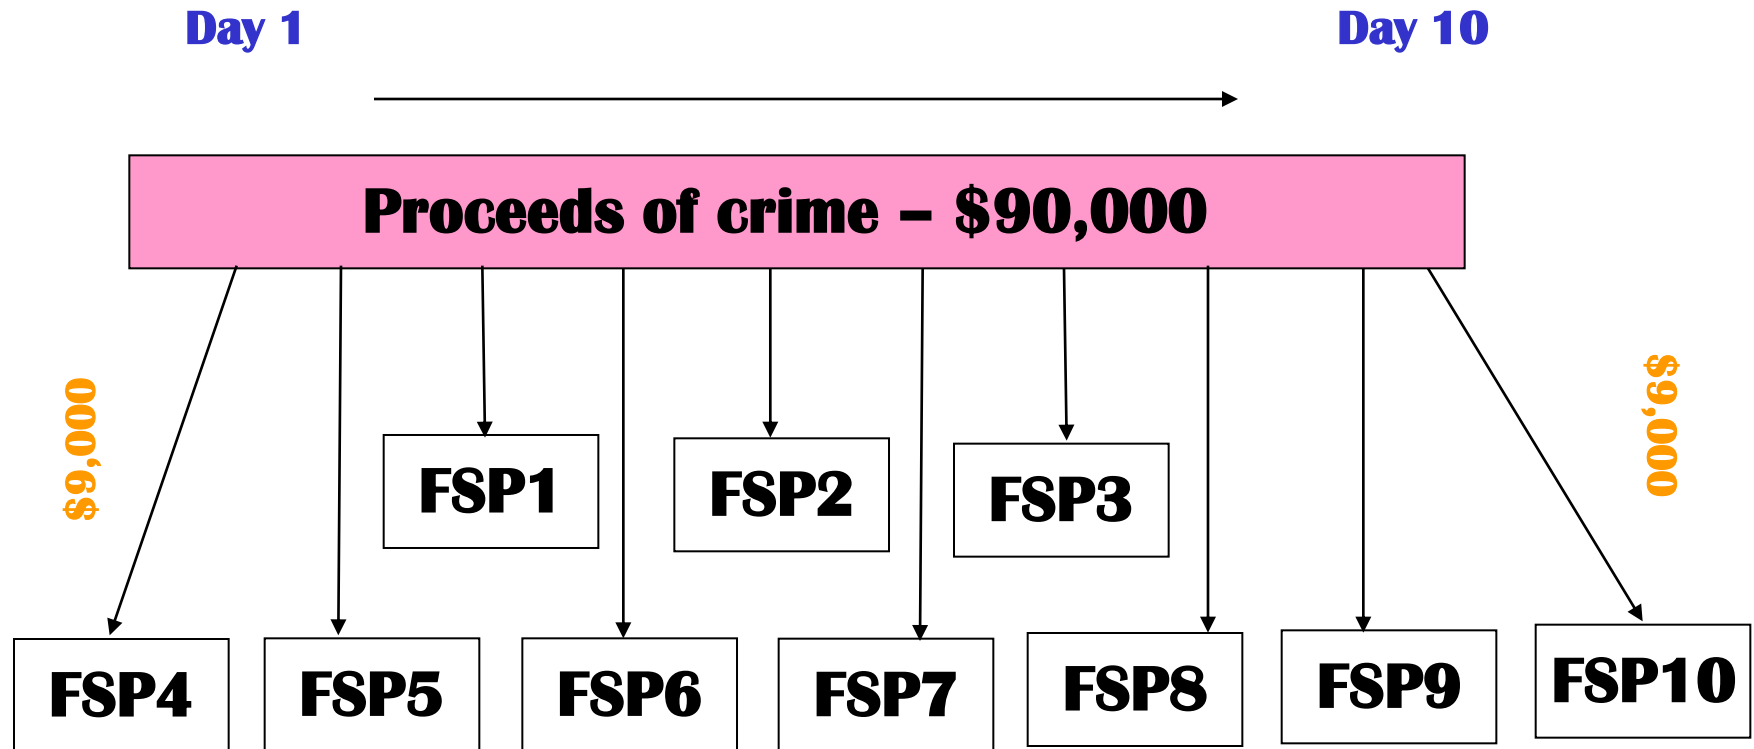 Day 1
Day 10
Proceeds of crime – $90,000
$9,000
$9,000
FSP1
FSP2
FSP3
FSP4
FSP5
FSP6
FSP7
FSP8
FSP9
FSP10